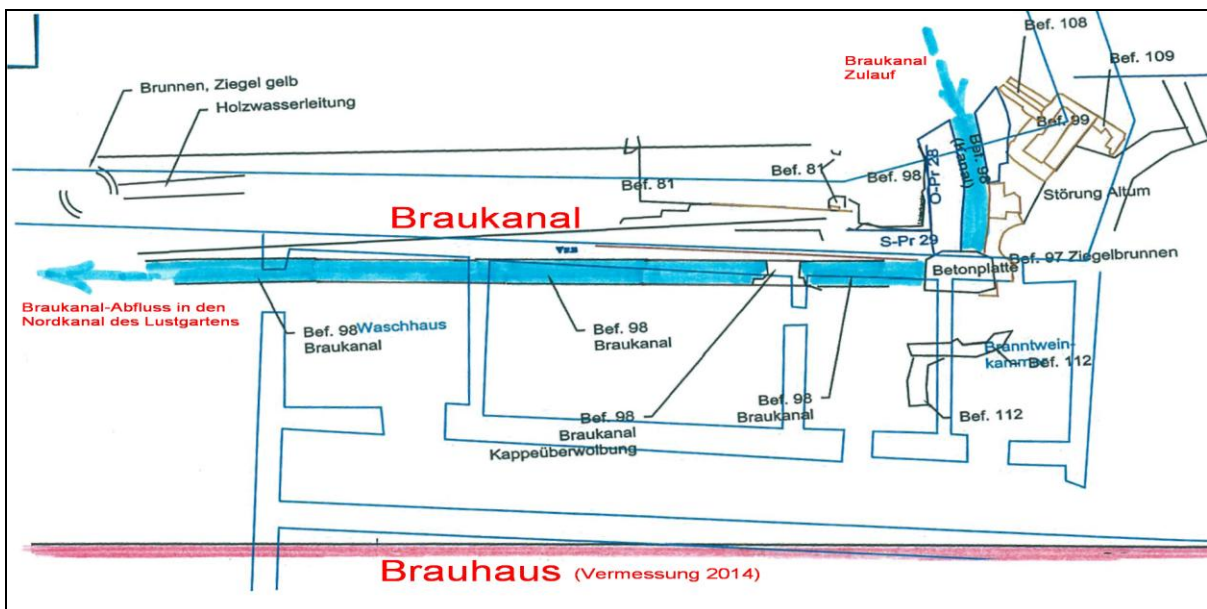 Bef. 108
Braukanal
Zulauf
Bef. 109
Brunnen, Ziegel gelb
Holzwasserleitung
Bef. 99
Bef. 98
(Kanal)
O-Pr 28
Bef. 81
Bef. 81
Bef. 98
Störung Altum
Braukanal
S-Pr 29
Bef. 97 Ziegelbrunnen
Betonplatte
Braukanal-Abfluss in den
Nordkanal des Lustgartens
Bef. 98
Braukanal
Waschhaus
Bef. 98
Braukanal
Branntwein-
kammer
Bef. 112
Bef. 98
Braukanal
Bef. 98
Braukanal
Kappeüberwolbung
Bef. 112
Brauhaus (Vermessung 2014)